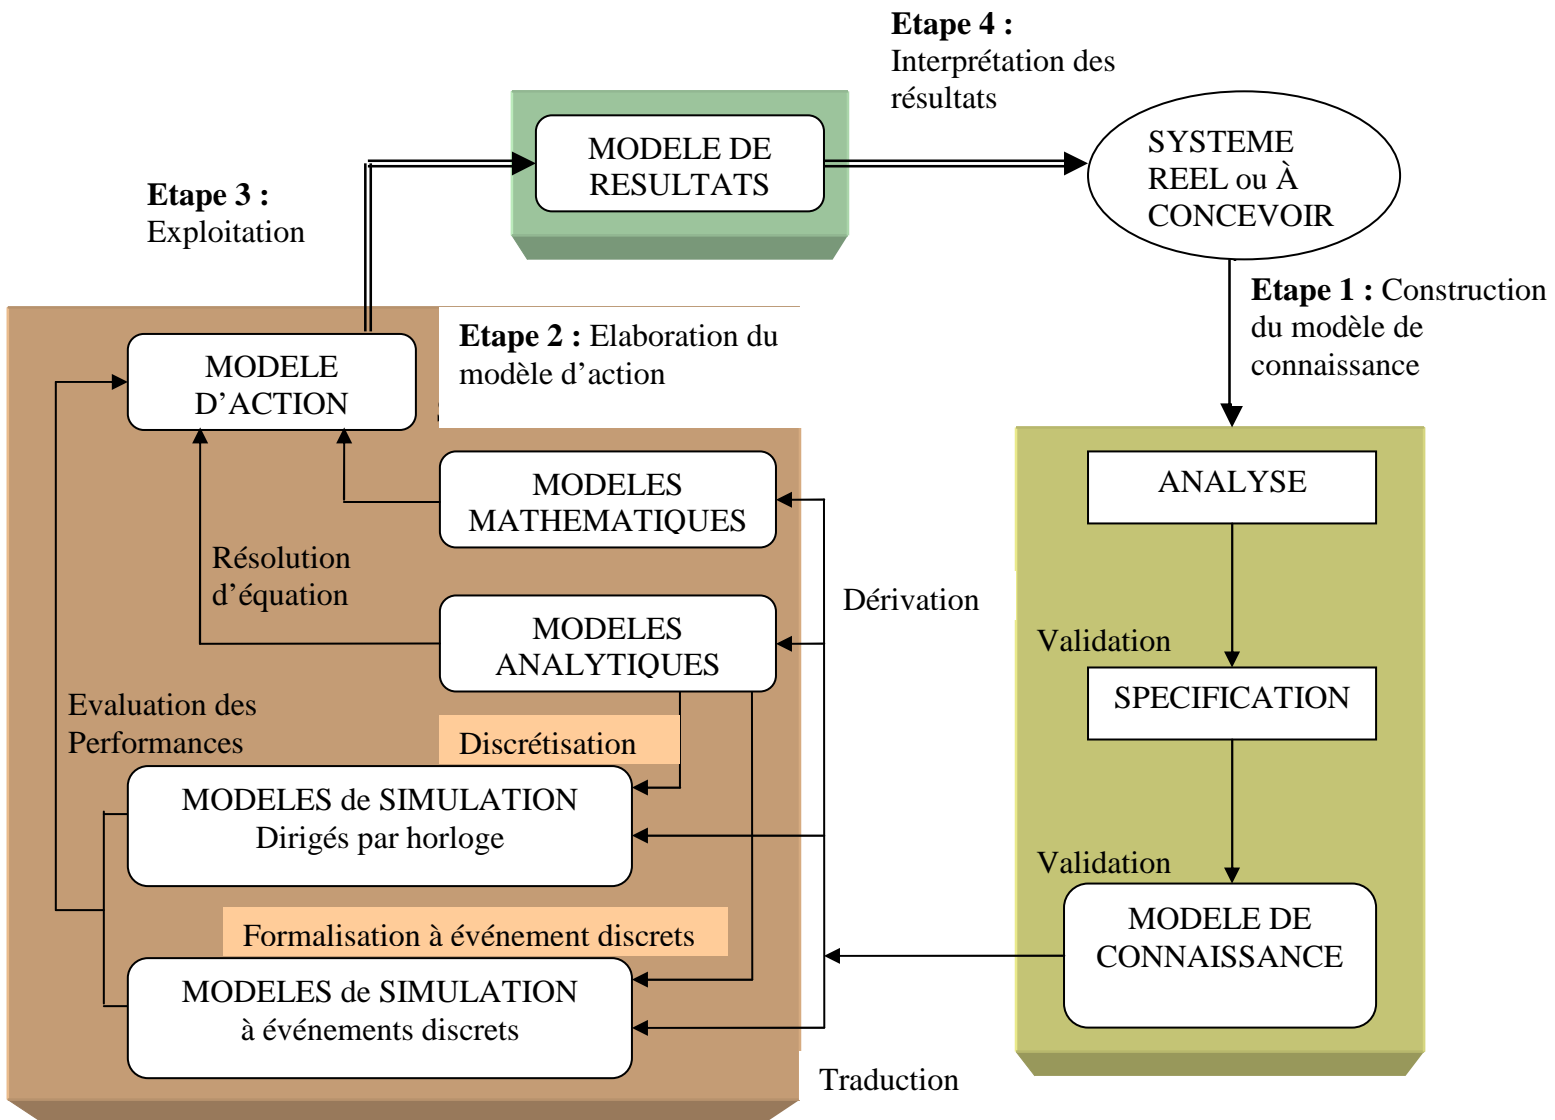 Etape 4 :
Interprétation des
résultats
MODELE DE
RESULTATS
SYSTEME
REEL ou À
CONCEVOIR
Etape 3 :
Exploitation
Etape 1 : Construction
du modèle de
connaissance
Etape 2 : Elaboration du
modèle d’action
MODELE
D’ACTION
ANALYSE
MODELES
MATHEMATIQUES
Résolution
d’équation
Dérivation
MODELES
ANALYTIQUES
Validation
SPECIFICATION
Evaluation des
Performances
Discrétisation
MODELES de SIMULATION
Dirigés par horloge
Validation
MODELE DE
CONNAISSANCE
Formalisation à événement discrets
MODELES de SIMULATION
à événements discrets
Traduction